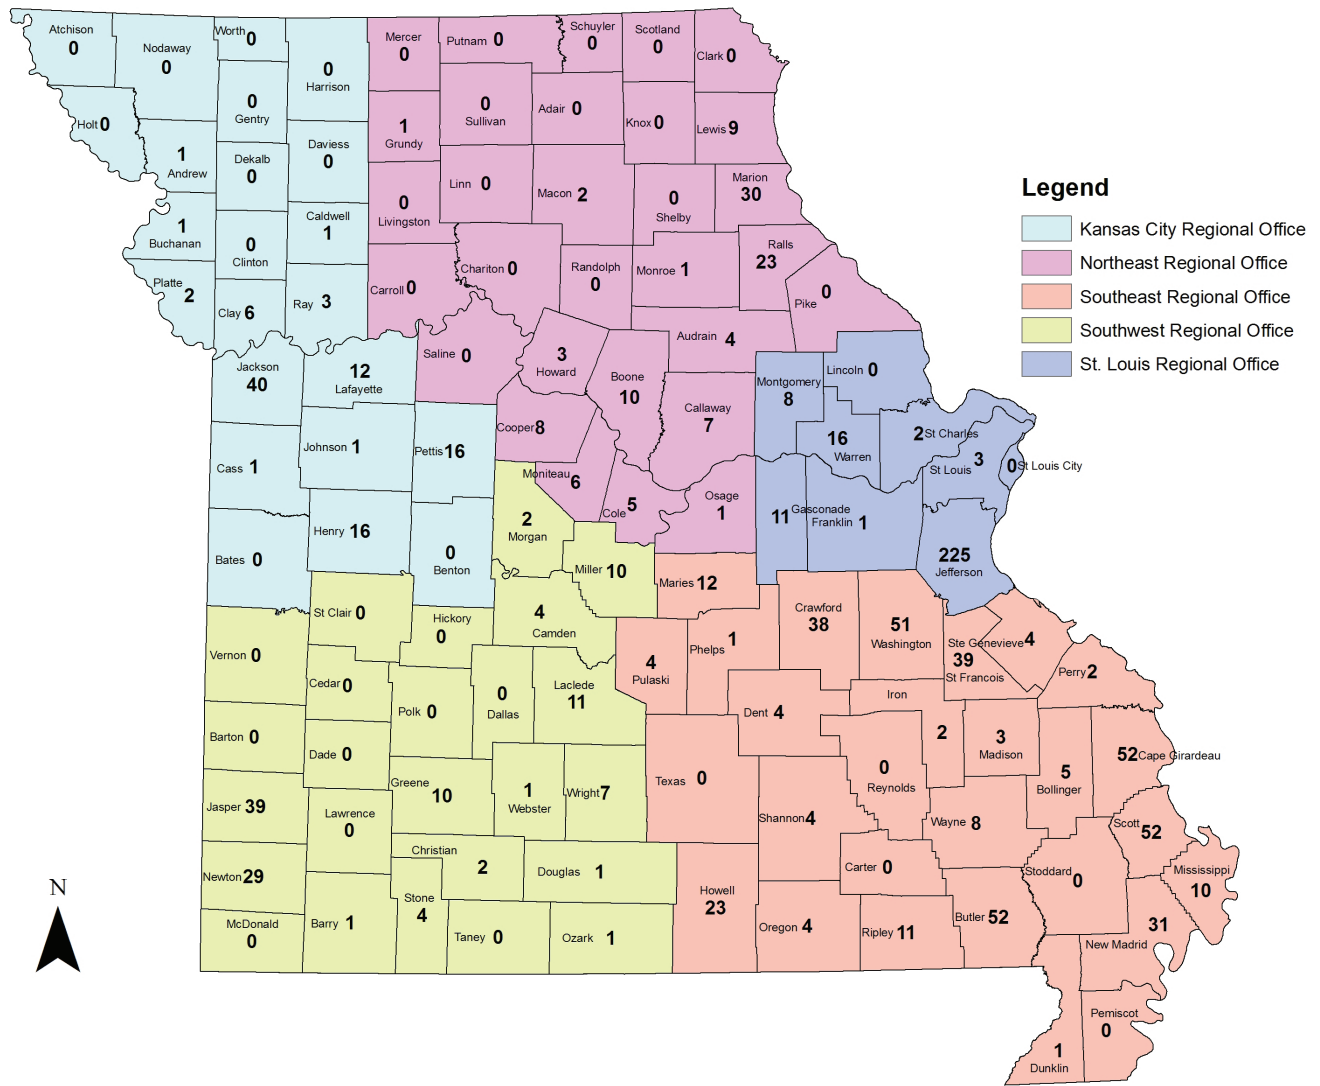 Atchison
0
Nodaway
0
Worth 0
0
Harrison
Mercer
0
Putnam 0
Schuyler
0
Scotland
0
Clark 0
Holt 0
0
Gentry
1
Grundy
0
Sullivan
Adair 0
Knox 0
Lewis 9
1
Andrew
Dekalb
0
Daviess
0
Linn 0
Macon 2
0
Shelby
Marion
30
0
Livingston
1
Buchanan
0
Clinton
Caldwell
1
Chariton 0
Randolph
0
Monroe 1
Ralls
23
Pike
0
Platte
2
Clay 6
Ray 3
Carroll 0
Legend
Kansas City Regional Office
Northeast Regional Office
Southeast Regional Office
Southwest Regional Office
St. Louis Regional Office
Jackson
40
12
Lafayette
Saline 0
3
Howard
Boone
10
Audrain 4
Callaway
7
Montgomery
8
Lincoln 0
16
Warren
2 St Charles
St Louis 3
0 St Louis City
Cass 1
Johnson 1
Pettis 16
Cooper 8
Moniteau
6
Cole 5
Osage
1
11 Gasconade
Franklin 1
225
Jefferson
Bates 0
Henry 16
0
Benton
2
Morgan
Miller 10
Maries 12
St Clair 0
Hickory
0
4
Camden
4
Pulaski
Phelps 1
Crawford
38
51
Washington
Ste Genevieve 4
39
St Francois
Perry 2
Vernon 0
Cedar 0
Polk 0
0
Dallas
Laclede
11
Dent 4
Iron
2
3
Madison
5
Bollinger
52 Cape Girardeau
Barton 0
Dade 0
Greene
10
1
Webster
Wright 7
Texas 0
0
Reynolds
Shannon 4
Wayne 8
Scott 52
Mississippi
10
Jasper 39
Lawrence
0
Christian
2
Douglas 1
Carter 0
Stoddard 0
Newton 29
Stone
4
Howell
23
Oregon 4
Ripley 11
Butler 52
31
New Madrid
McDonald
0
Barry 1
Taney 0
Ozark 1
Pemiscot
0
1
Dunklin
N